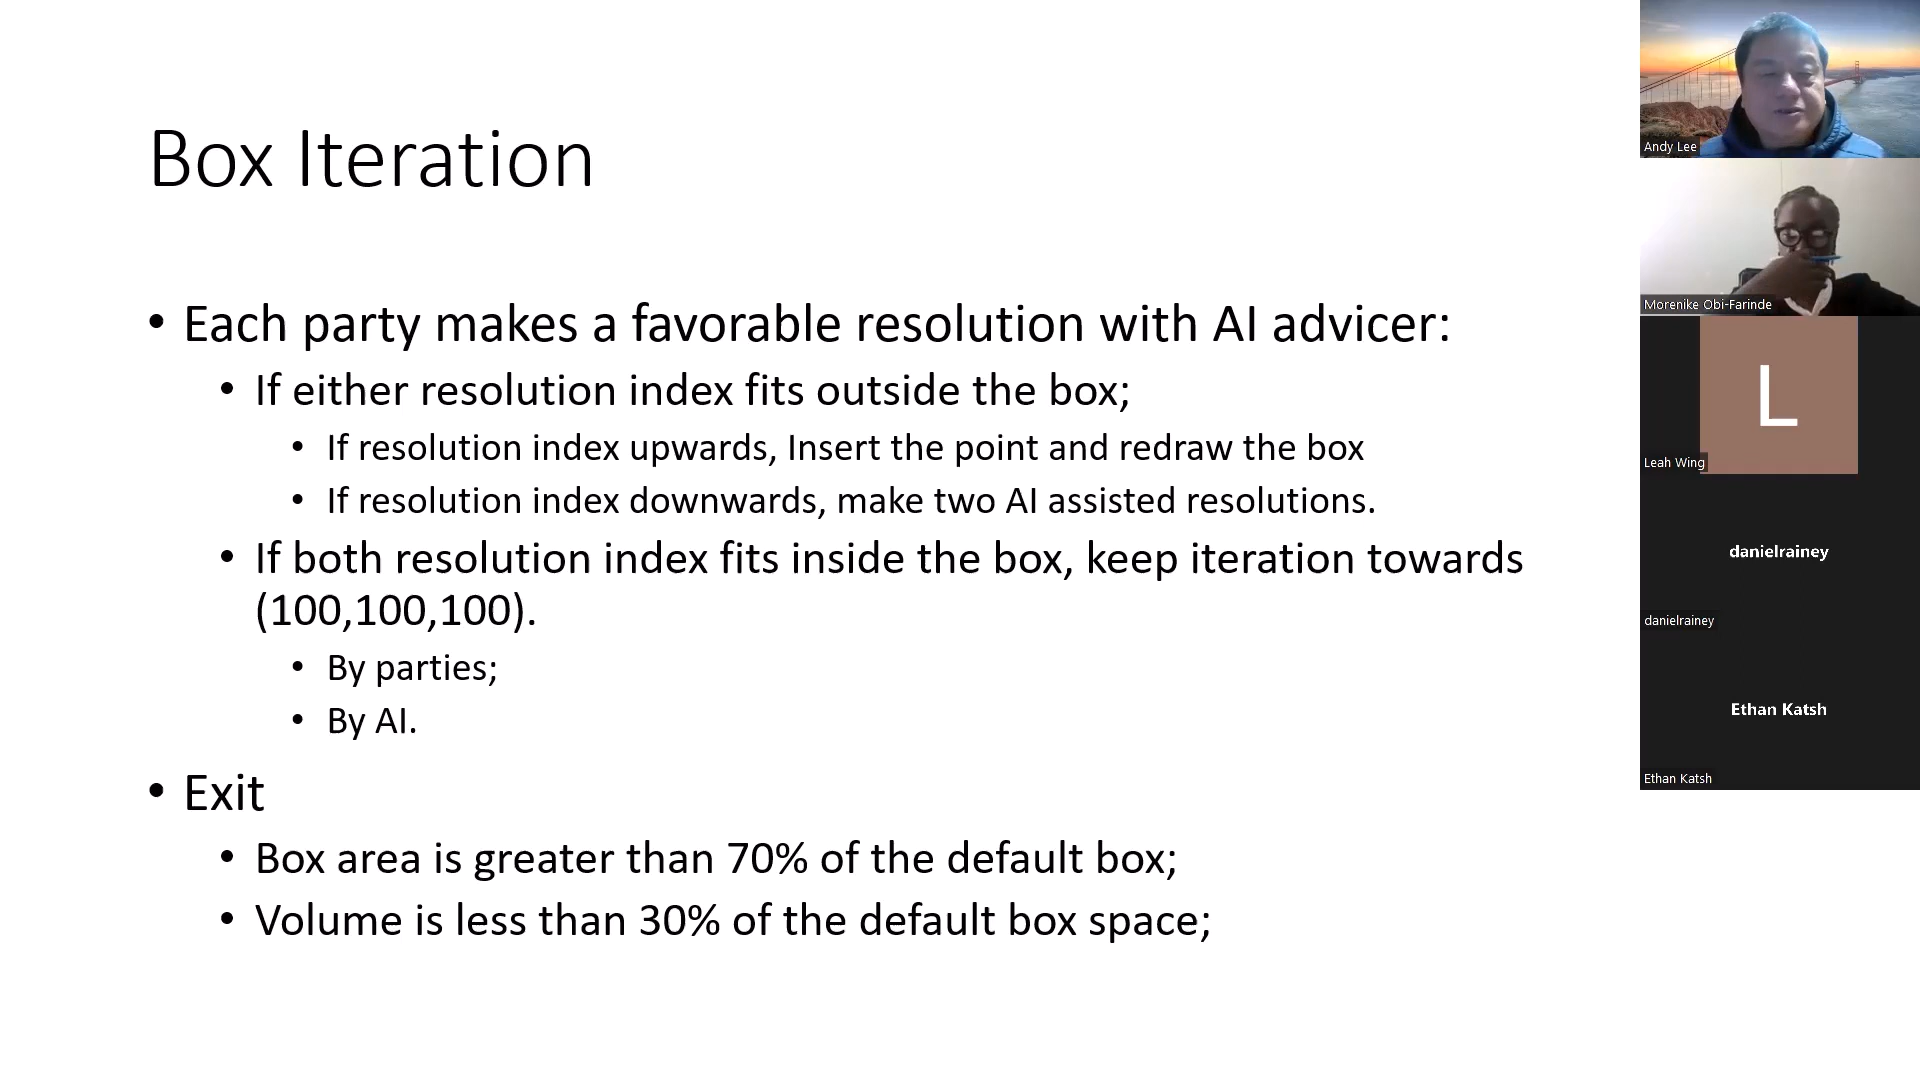 Box Iteration
• Each party makes a favorable resolution with AI advicer:
• If either resolution index fits outside the box;
• If resolution index upwards, Insert the point and redraw the box
• If resolution index downwards, make two AI assisted resolutions.
• If both resolution index fits inside the box, keep iteration towards
(100,100,100).
• By parties;
• By AI.
• Exit
• Box area is greater than 70% of the default box;
• Volume is less than 30% of the default box space;
Andy Lee
Morenike Obi-Farinde
L
Leah Wing
danielrainey
danielrainey
Ethan Katsh
Ethan Katsh